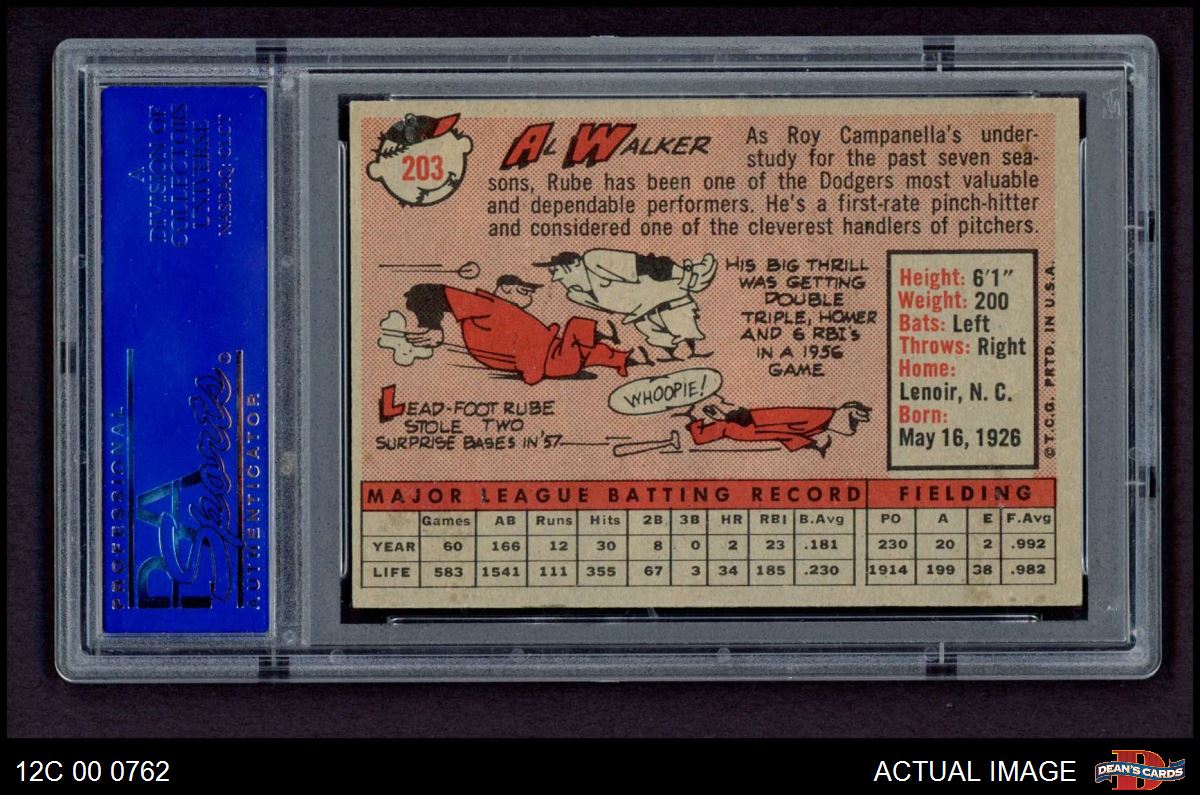 A
DIVISION OF
COLLECTORS
UNIVERSE
NASDAQ: CLCT
PROFESSIONAL
PSA
Sports
AUTHENTICATOR
203
AL WALKER
As Roy Campanella's under-
study for the past seven sea-
sons, Rube has been one of the Dodgers most valuable
and dependable performers. He's a first-rate pinch-hitter
and considered one of the cleverest handlers of pitchers.
HIS BIG THRILL
WAS GETTING
DOUBLE
TRIPLE, HOMER
AND 6 RBI'S
IN A 1956
GAME
LEAD-FOOT RUBE
STOLE TWO
SURPRISE BASES IN '57
WHOOPIE!
Height: 6'1"
Weight: 200
Bats: Left
Throws: Right
Home:
Lenoir, N. C.
Born:
May 16, 1926
© T.C.G. PRTD. IN U.S.A.
MAJOR LEAGUE BATTING RECORD FIELDING
Games AB Runs Hits 2B 3B HR RBI B.Avg PO A E F.Avg
YEAR 60 166 12 30 8 0 2 23 .181 230 20 2 .992
LIFE 583 1541 111 355 67 3 34 185 .230 1914 199 38 .982
12C 00 0762
ACTUAL IMAGE
D
DEAN'S CARDS